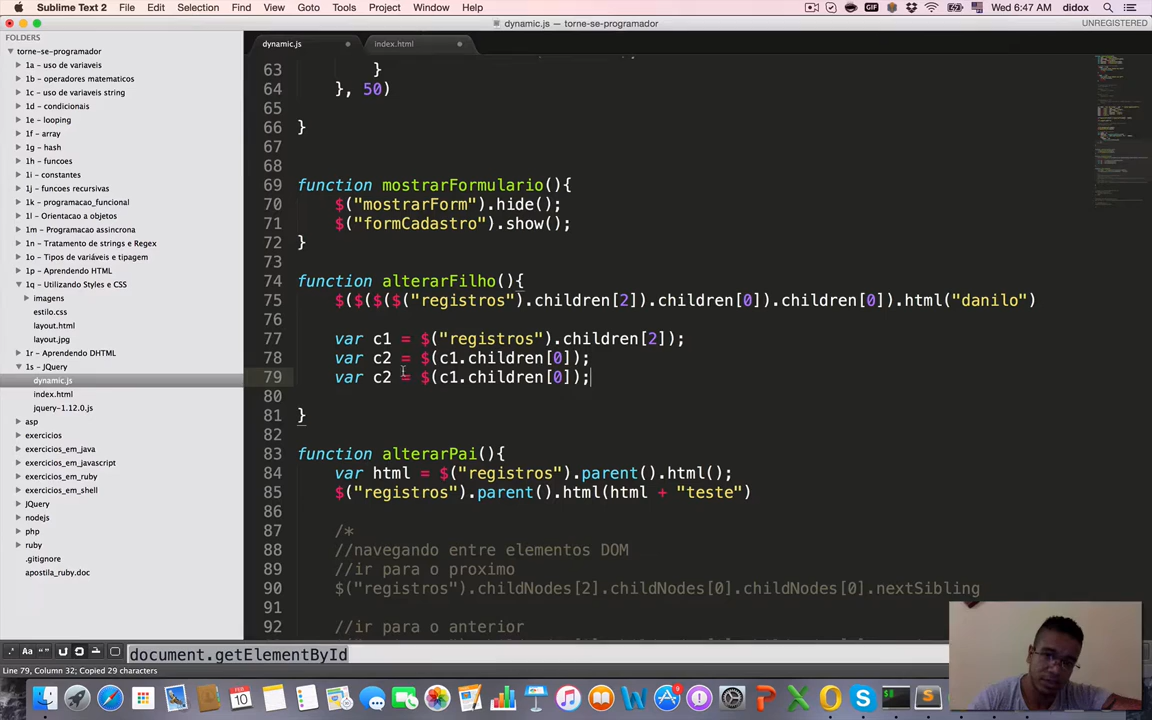 Sublime Text 2 File Edit Selection Find View Goto Tools Project Window Help GIF Wed 6:47 AM didox
dynamic.js — torne-se-programador UNREGISTERED
FOLDERS
torne-se-programador
1a - uso de variaveis
1b - operadores matematicos
1c - uso de variaveis string
1d - condicionais
1e - looping
1f - array
1g - hash
1h - funcoes
1i - constantes
1j - funcoes recursivas
1k - programacao_funcional
1l - Orientacao a objetos
1m - Programacao assincrona
1n - Tratamento de strings e Regex
1o - Tipos de variáveis e tipagem
1p - Aprendendo HTML
1q - Utilizando Styles e CSS
imagens
estilo.css
layout.html
layout.jpg
1r - Aprendendo DHTML
1s - JQuery
dynamic.js
index.html
jquery-1.12.0.js
asp
exercicios
exercicios_em_java
exercicios_em_javascript
exercicios_em_ruby
exercicios_em_shell
JQuery
nodejs
php
ruby
.gitignore
apostila_ruby.doc
dynamic.js index.html
63 }
64 }, 50)
65
66 }
67
68
69 function mostrarFormulario(){
70 $("mostrarForm").hide();
71 $("formCadastro").show();
72 }
73
74 function alterarFilho(){
75 $($($($("registros").children[2]).children[0]).children[0]).html("danilo")
76
77 var c1 = $("registros").children[2]);
78 var c2 = $(c1.children[0]);
79 var c2 = $(c1.children[0]);
80
81 }
82
83 function alterarPai(){
84 var html = $("registros").parent().html();
85 $("registros").parent().html(html + "teste")
86
87 /*
88 //navegando entre elementos DOM
89 //ir para o proximo
90 $("registros").childNodes[2].childNodes[0].childNodes[0].nextSibling
91
92 //ir para o anterior
.* Aa "" document.getElementById
Line 79, Column 32; Copied 29 characters